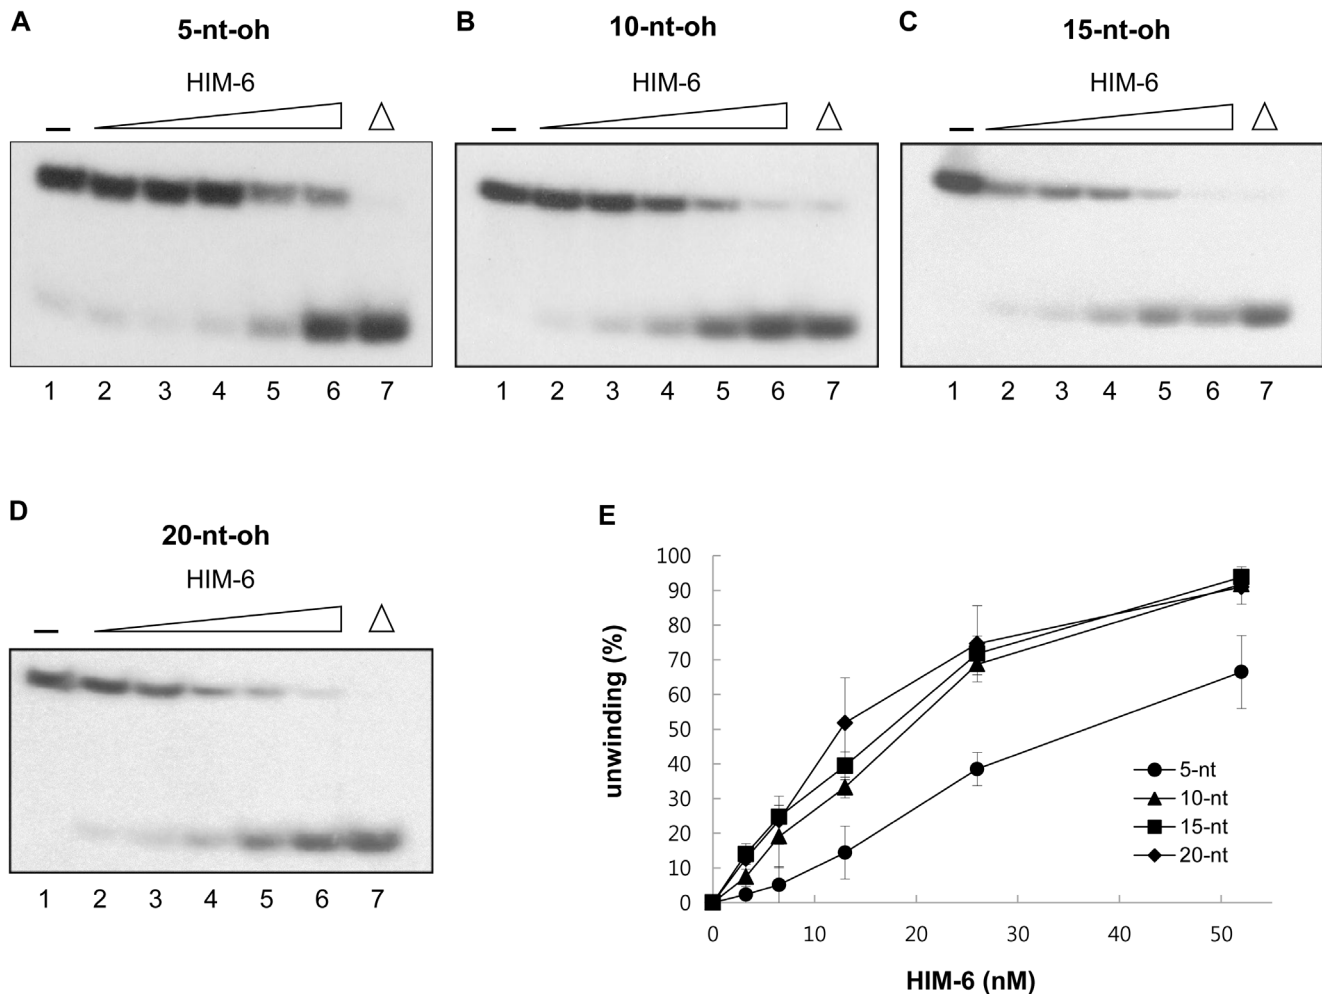 A
5-nt-oh
HIM-6
1 2 3 4 5 6 7
B
10-nt-oh
HIM-6
1 2 3 4 5 6 7
C
15-nt-oh
HIM-6
1 2 3 4 5 6 7
D
20-nt-oh
HIM-6
1 2 3 4 5 6 7
E
unwinding (%)
100
90
80
70
60
50
40
30
20
10
0
0 10 20 30 40 50
HIM-6 (nM)
5-nt
10-nt
15-nt
20-nt